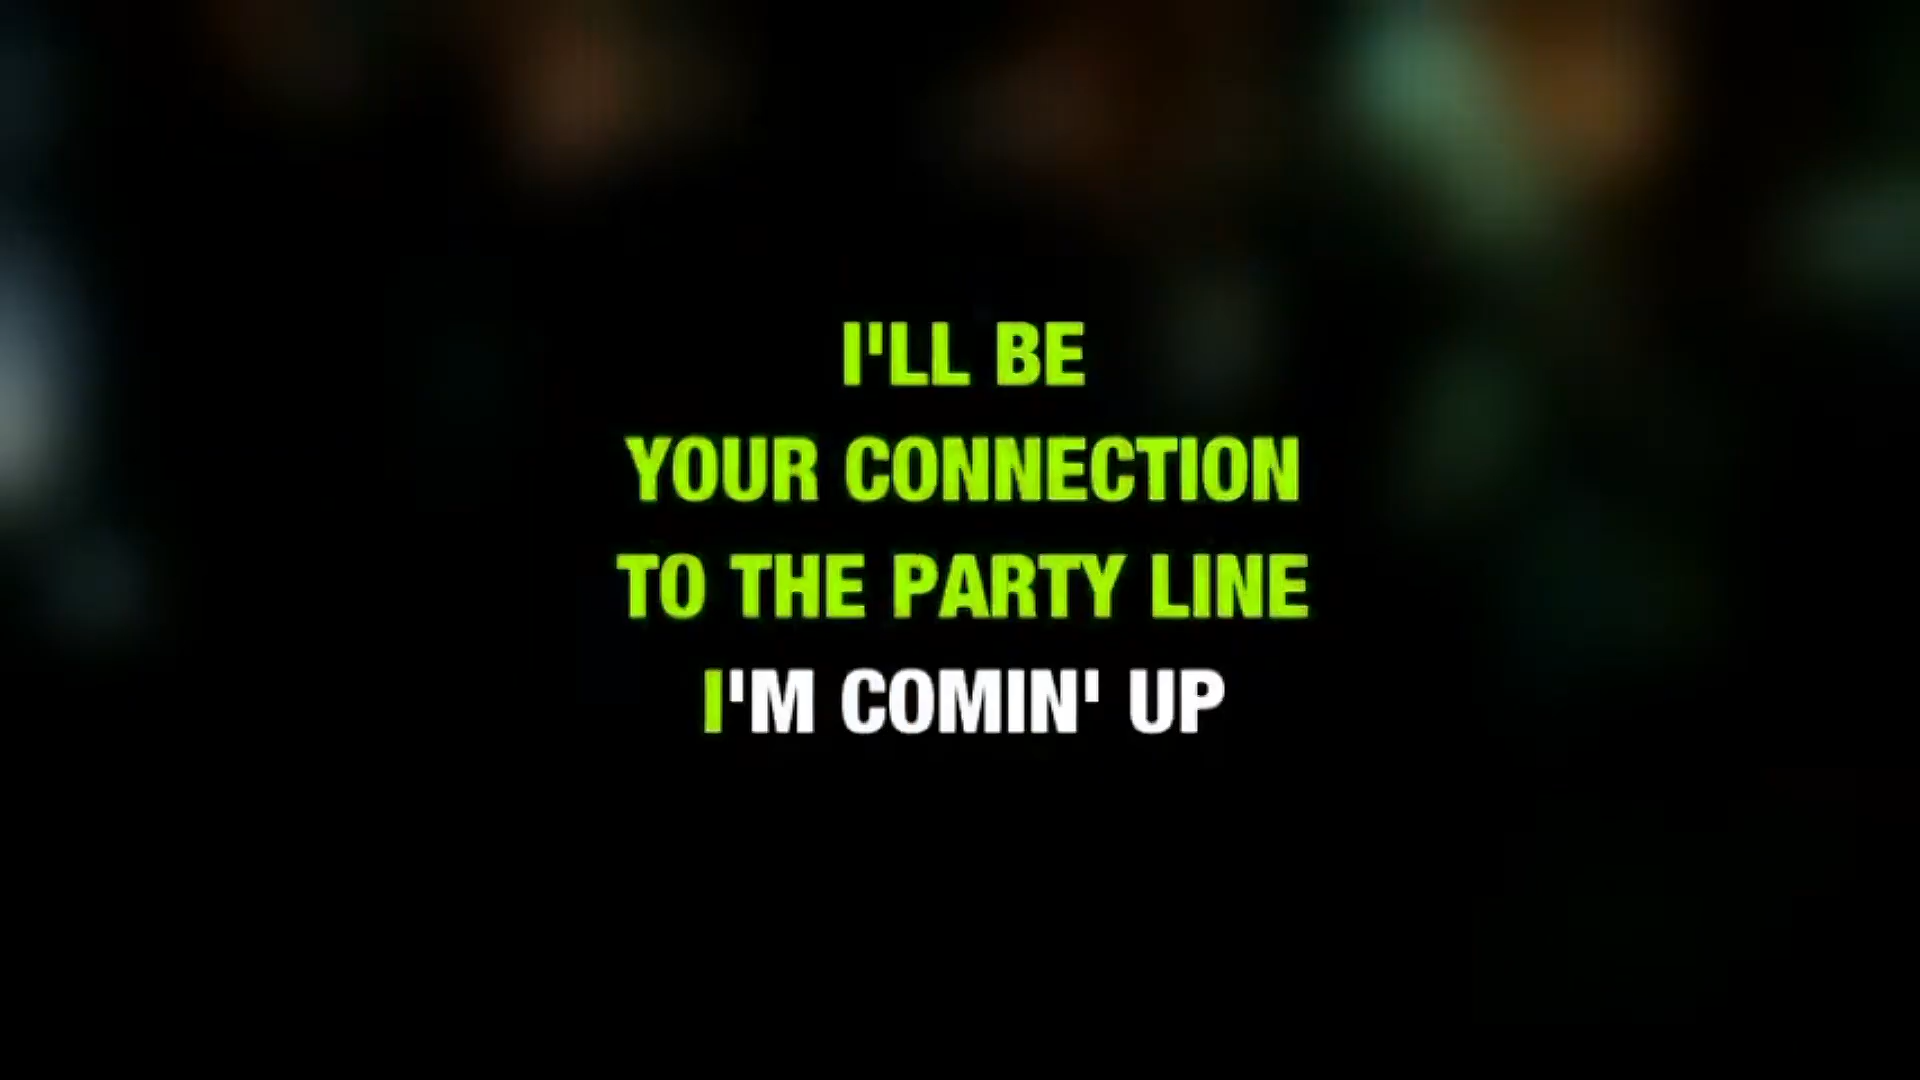 I'LL BE
YOUR CONNECTION
TO THE PARTY LINE
I'M COMIN' UP